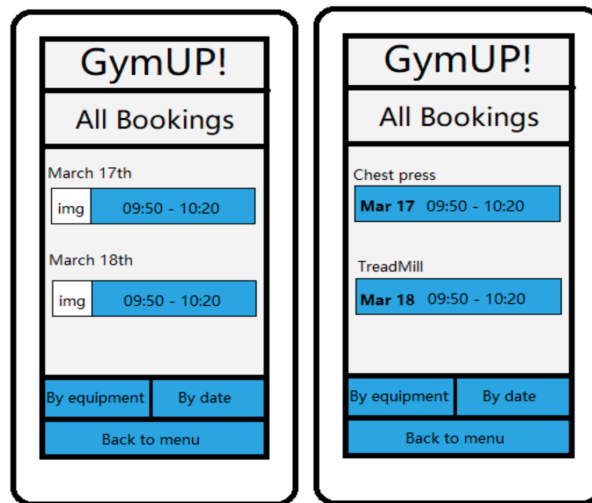 GymUP!
All Bookings
March 17th
img 09:50 - 10:20
March 18th
img 09:50 - 10:20
By equipment By date
Back to menu
GymUP!
All Bookings
Chest press
Mar 17 09:50 - 10:20
TreadMill
Mar 18 09:50 - 10:20
By equipment By date
Back to menu